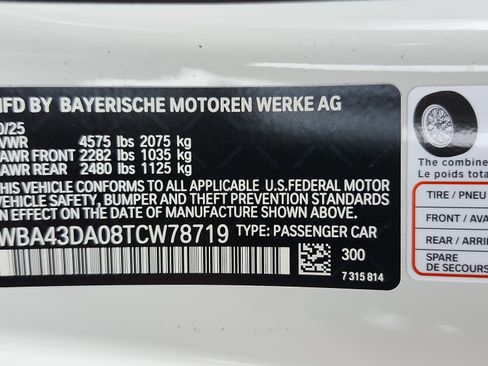 MFD BY BAYERISCHE MOTOREN WERKE AG
0/25
VWR 4575 lbs 2075 kg
AWR FRONT 2282 lbs 1035 kg
AWR REAR 2480 lbs 1125 kg
THIS VEHICLE CONFORMS TO ALL APPLICABLE U.S.FEDERAL MOTOR
VEHICLE SAFETY, BUMPER AND THEFT PREVENTION STANDARDS
N EFFECT ON THE DATE OF MANUFACTURE SHOWN ABOVE.
WBA43DA08TCW78719 TYPE: PASSENGER CAR
300
7 315 814
The combine
Le poids tota
TIRE / PNEU
FRONT / AVA
REAR / ARRIÈ
SPARE
DE SECOURS